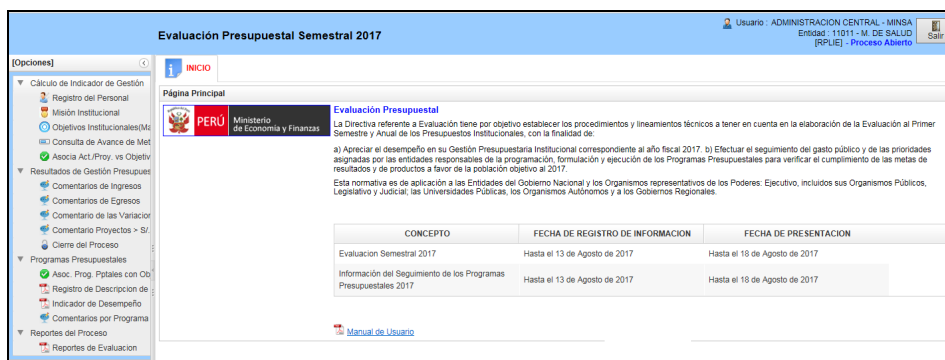 Evaluación Presupuestal Semestral 2017
Usuario : ADMINISTRACION CENTRAL - MINSA
Entidad : 11011 - M. DE SALUD
[RPLIE] - Proceso Abierto
Salir
[Opciones]
Cálculo de Indicador de Gestión
Registro del Personal
Misión Institucional
Objetivos Institucionales(Ma
Consulta de Avance de Met
Asocia Act./Proy. vs Objetiv
Resultados de Gestión Presupues
Comentarios de Ingresos
Comentarios de Egresos
Comentario de las Variacior
Comentario Proyectos > S/.
Cierre del Proceso
Programas Presupuestales
Asoc. Prog. Pptales con Ob
Registro de Descripcion de
Indicador de Desempeño
Comentarios por Programa
Reportes del Proceso
Reportes de Evaluacion
INICIO
Página Principal
PERÚ Ministerio
de Economía y Finanzas
Evaluación Presupuestal
La Directiva referente a Evaluación tiene por objetivo establecer los procedimientos y lineamientos técnicos a tener en cuenta en la elaboración de la Evaluación al Primer
Semestre y Anual de los Presupuestos Institucionales, con la finalidad de:
a) Apreciar el desempeño en su Gestión Presupuestaria Institucional correspondiente al año fiscal 2017. b) Efectuar el seguimiento del gasto público y de las prioridades
asignadas por las entidades responsables de la programación, formulación y ejecución de los Programas Presupuestales para verificar el cumplimiento de las metas de
resultados y de productos a favor de la población objetivo al 2017.
Esta normativa es de aplicación a las Entidades del Gobierno Nacional y los Organismos representativos de los Poderes: Ejecutivo, incluidos sus Organismos Públicos,
Legislativo y Judicial; las Universidades Públicas, los Organismos Autónomos y a los Gobiernos Regionales.
CONCEPTO FECHA DE REGISTRO DE INFORMACION FECHA DE PRESENTACION
Evaluacion Semestral 2017 Hasta el 13 de Agosto de 2017 Hasta el 18 de Agosto de 2017
Información del Seguimiento de los Programas
Presupuestales 2017 Hasta el 13 de Agosto de 2017 Hasta el 18 de Agosto de 2017
Manual de Usuario